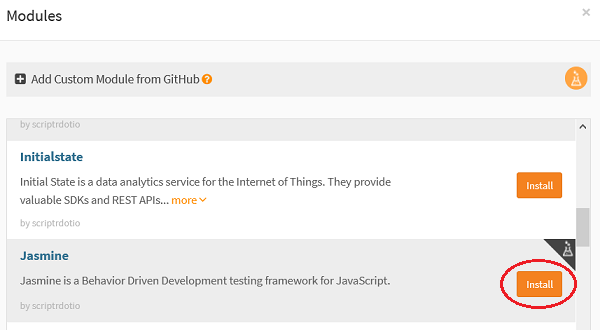 Modules
Add Custom Module from GitHub
by scriptrdotio
Initialstate
Initial State is a data analytics service for the Internet of Things. They provide
valuable SDKs and REST APIs... more
Install
by scriptrdotio
Jasmine
Jasmine is a Behavior Driven Development testing framework for JavaScript.
Install
by scriptrdotio